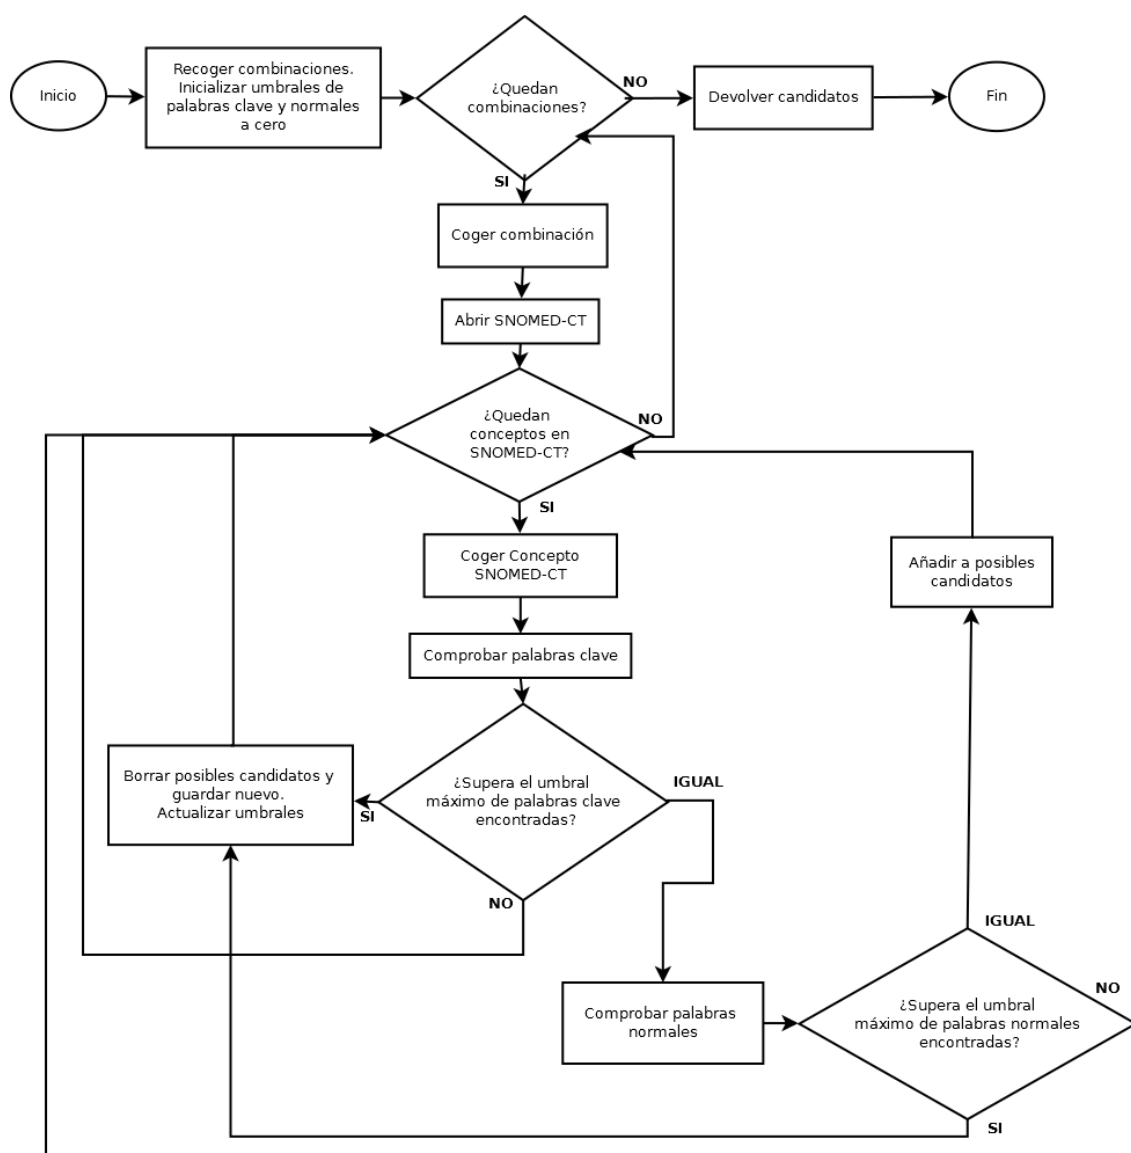 Inicio
Recoger combinaciones.
Inicializar umbrales de
palabras clave y normales
a cero
¿Quedan
combinaciones?
NO
Devolver candidatos
Fin
SI
Coger combinación
Abrir SNOMED-CT
¿Quedan
conceptos en
SNOMED-CT?
NO
SI
Coger Concepto
SNOMED-CT
Añadir a posibles
candidatos
Comprobar palabras clave
Borrar posibles candidatos y
guardar nuevo.
Actualizar umbrales
SI
¿Supera el umbral
máximo de palabras clave
encontradas?
IGUAL
NO
Comprobar palabras
normales
IGUAL
¿Supera el umbral
máximo de palabras normales
encontradas?
NO
SI